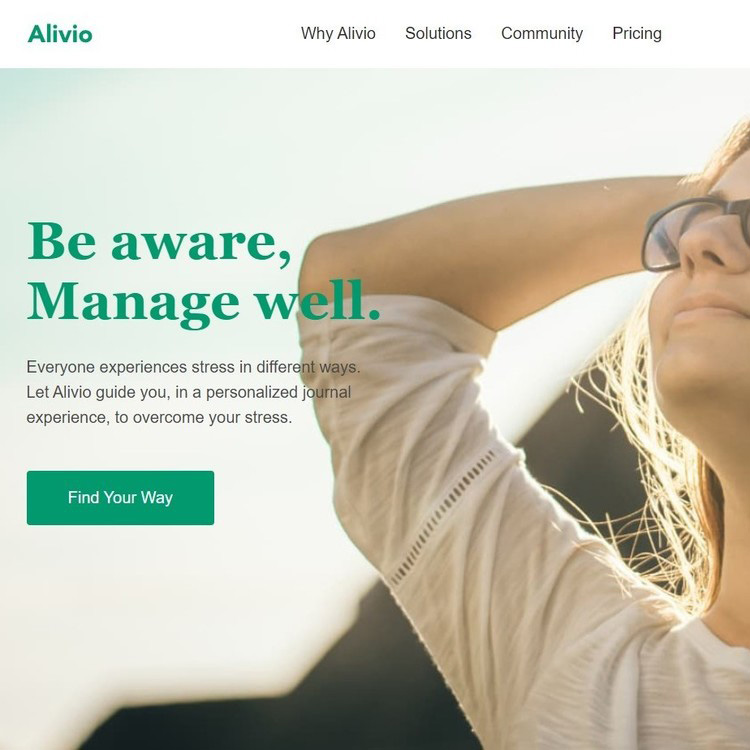 Alivio
Why Alivio Solutions Community Pricing
Be aware,
Manage well.
Everyone experiences stress in different ways.
Let Alivio guide you, in a personalized journal
experience, to overcome your stress.
Find Your Way